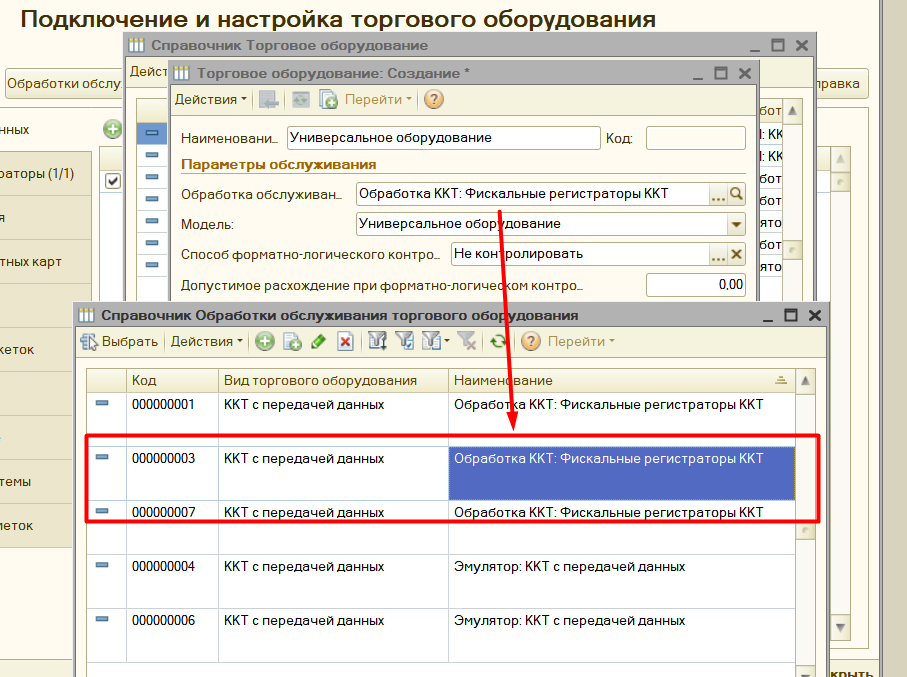 Подключение и настройка торгового оборудования
Справочник Торговое оборудование
Дейст
Торговое оборудование: Создание *
Обработки обслу
равка
Действия
Перейти
Наименовани...
Универсальное оборудование
Код:
Параметры обслуживания
Обработка обслуживан...
Обработка ККТ: Фискальные регистраторы ККТ
Модель:
Универсальное оборудование
Способ форматно-логического контро...
Не контролировать
Допустимое расхождение при форматно-логическом контро...
0,00
нных
раторы (1/1)
я
тных карт
кеток
темы
меток
Справочник Обработки обслуживания торгового оборудования
Выбрать
Действия
Перейти
Код Вид торгового оборудования Наименование
000000001 ККТ с передачей данных Обработка ККТ: Фискальные регистраторы ККТ
000000003 ККТ с передачей данных Обработка ККТ: Фискальные регистраторы ККТ
000000007 ККТ с передачей данных Обработка ККТ: Фискальные регистраторы ККТ
000000004 ККТ с передачей данных Эмулятор: ККТ с передачей данных
000000006 ККТ с передачей данных Эмулятор: ККТ с передачей данных
крыть